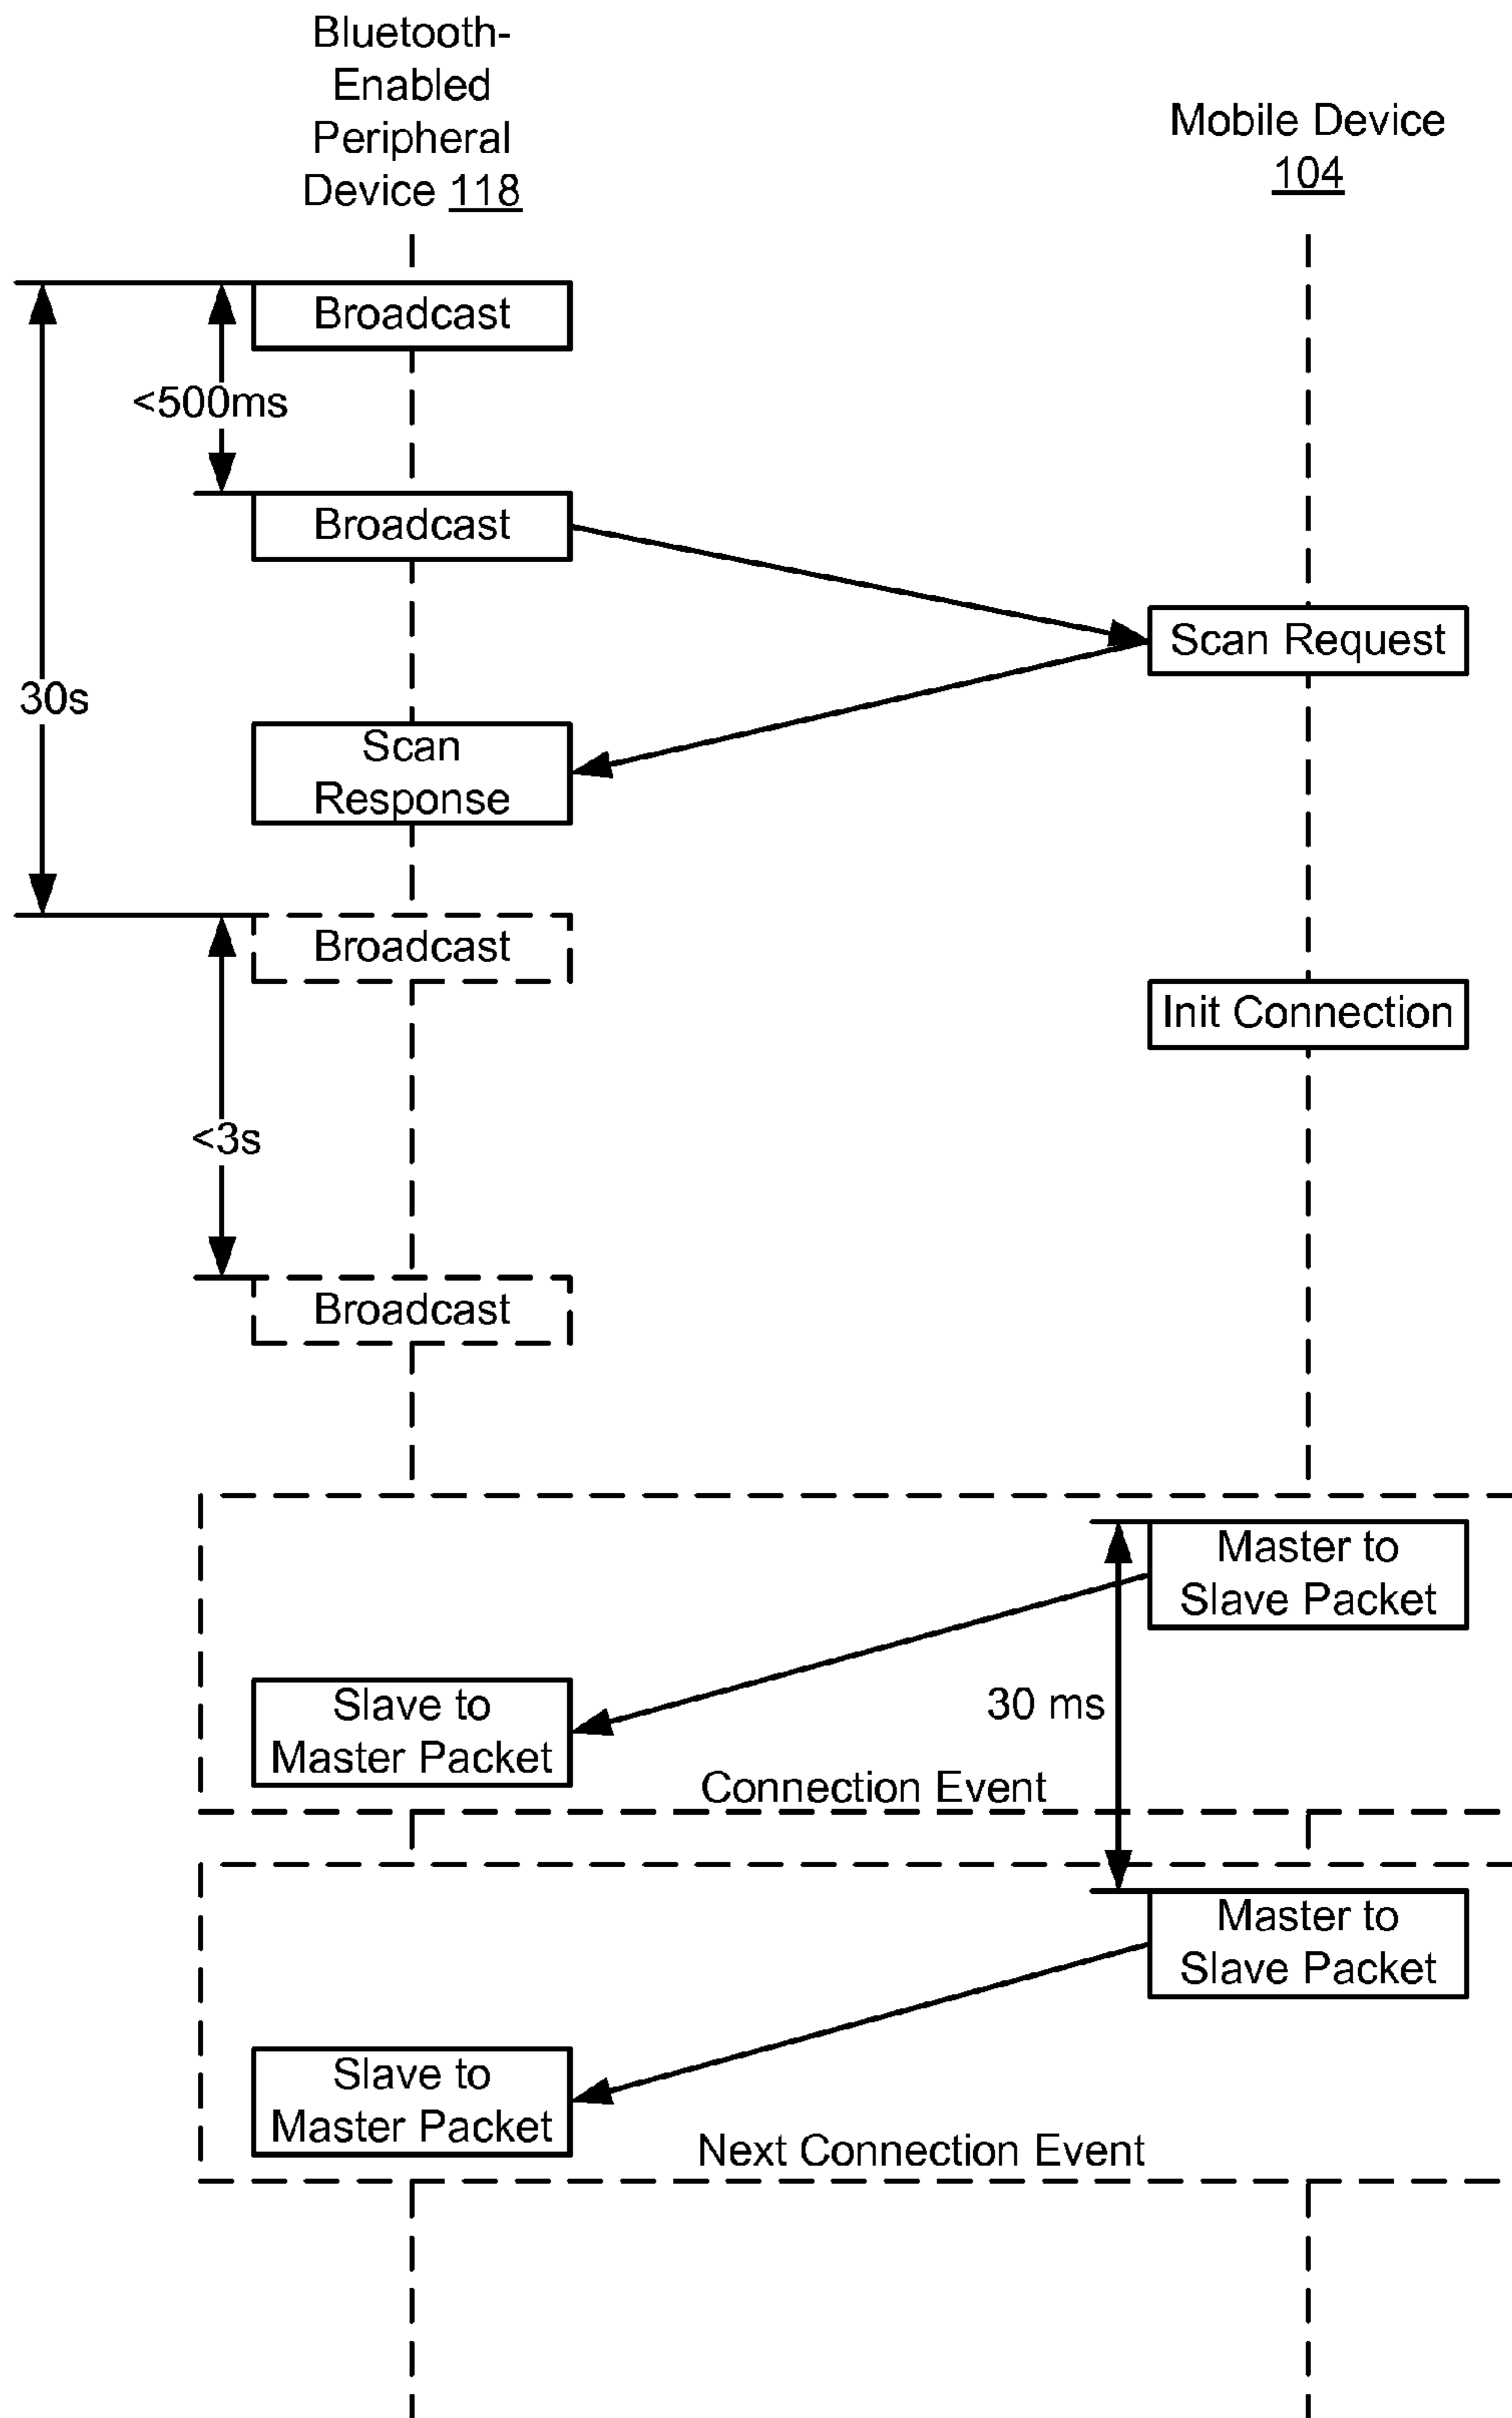 Bluetooth-
Enabled
Peripheral
Device 118
Mobile Device
104
Broadcast
<500ms
Broadcast
Scan Request
30s
Scan
Response
Broadcast
Init Connection
<3s
Broadcast
Master to
Slave Packet
Slave to
Master Packet
30 ms
Connection Event
Master to
Slave Packet
Slave to
Master Packet
Next Connection Event